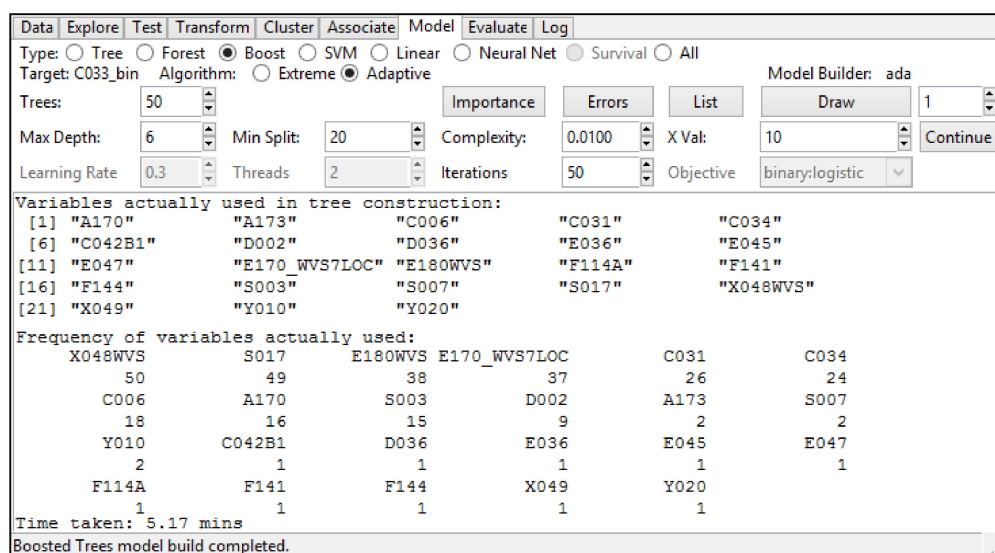 Data Explore Test Transform Cluster Associate Model Evaluate Log
Type: Tree Forest Boost SVM Linear Neural Net Survival All
Target: C033_bin Algorithm: Extreme Adaptive Model Builder: ada
Trees: 50 Importance Errors List Draw 1
Max Depth: 6 Min Split: 20 Complexity: 0.0100 X Val: 10 Continue
Learning Rate 0.3 Threads 2 Iterations 50 Objective binary:logistic
Variables actually used in tree construction:
[1] "A170" "A173" "C006" "C031" "C034"
[6] "C042B1" "D002" "D036" "E036" "E045"
[11] "E047" "E170_WVS7LOC" "E180WVS" "F114A" "F141"
[16] "F144" "S003" "S007" "S017" "X048WVS"
[21] "X049" "Y010" "Y020"
Frequency of variables actually used:
X048WVS S017 E180WVS E170_WVS7LOC C031 C034
50 49 38 37 26 24
C006 A170 S003 D002 A173 S007
18 16 15 9 2 2
Y010 C042B1 D036 E036 E045 E047
2 1 1 1 1 1
F114A F141 F144 X049 Y020
1 1 1 1 1
Time taken: 5.17 mins
Boosted Trees model build completed.